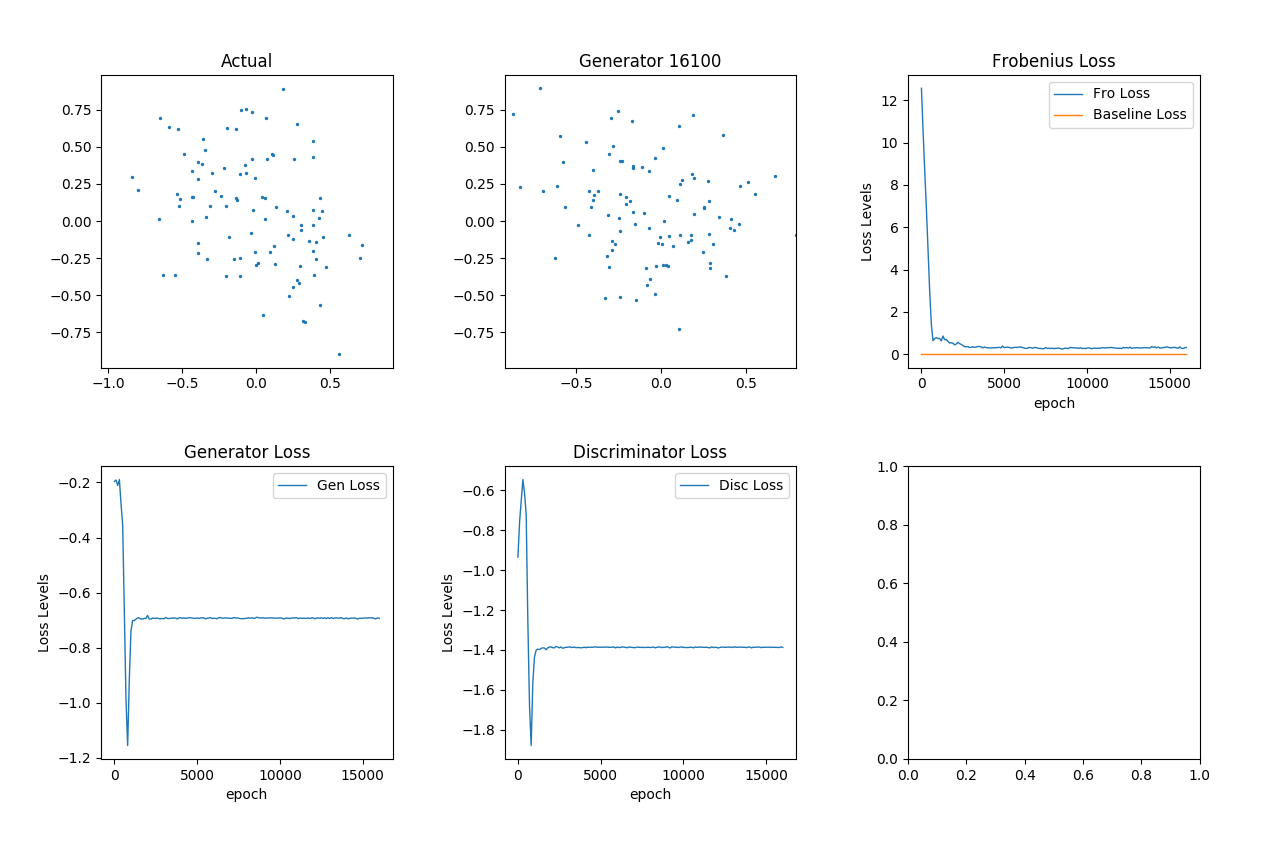 Actual
0.75
0.50
0.25
0.00
−0.25
−0.50
−0.75
−1.0 −0.5 0.0 0.5
Generator 16100
0.75
0.50
0.25
0.00
−0.25
−0.50
−0.75
−0.5 0.0 0.5
Frobenius Loss
Fro Loss
Baseline Loss
Loss Levels
12
10
8
6
4
2
0
0 5000 10000 15000
epoch
Generator Loss
Gen Loss
Loss Levels
−0.2
−0.4
−0.6
−0.8
−1.0
−1.2
0 5000 10000 15000
epoch
Discriminator Loss
Disc Loss
Loss Levels
−0.6
−0.8
−1.0
−1.2
−1.4
−1.6
−1.8
0 5000 10000 15000
epoch
1.0
0.8
0.6
0.4
0.2
0.0
0.0 0.2 0.4 0.6 0.8 1.0